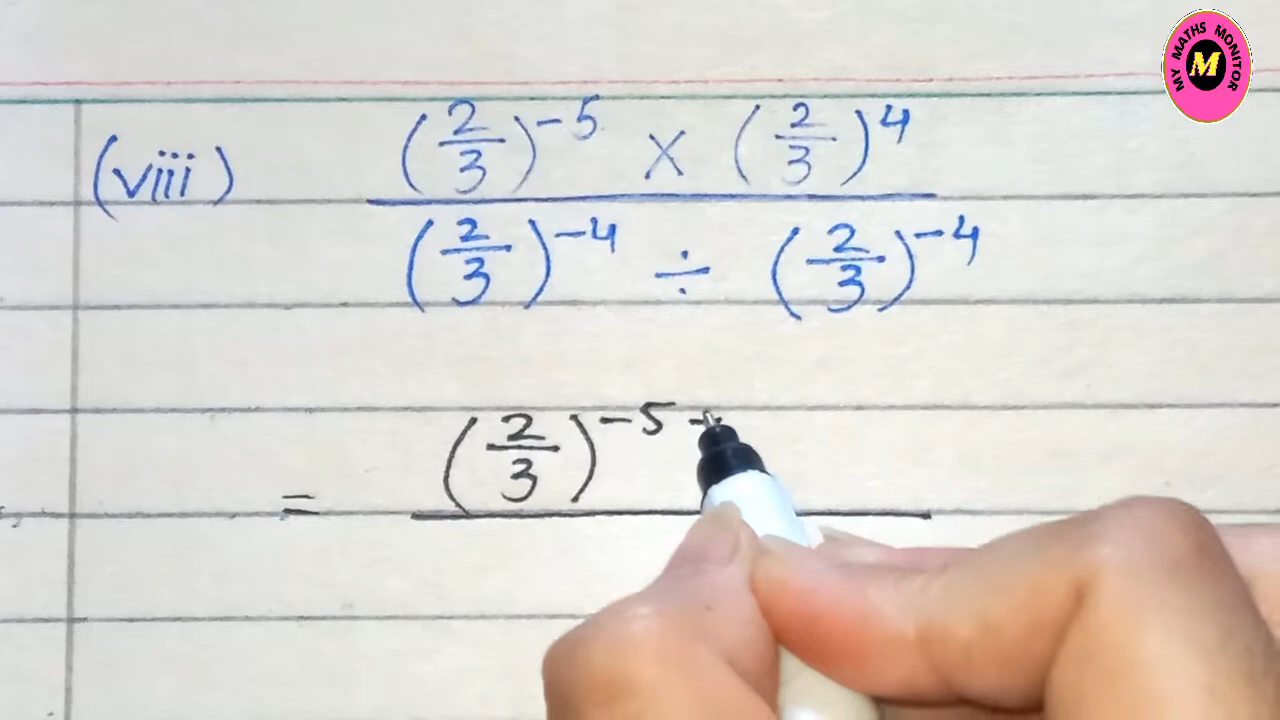 MY MATHS MONITOR
M
(viii) (2/3)^-5 × (2/3)^4
(2/3)^-4 ÷ (2/3)^-4
= (2/3)^-5